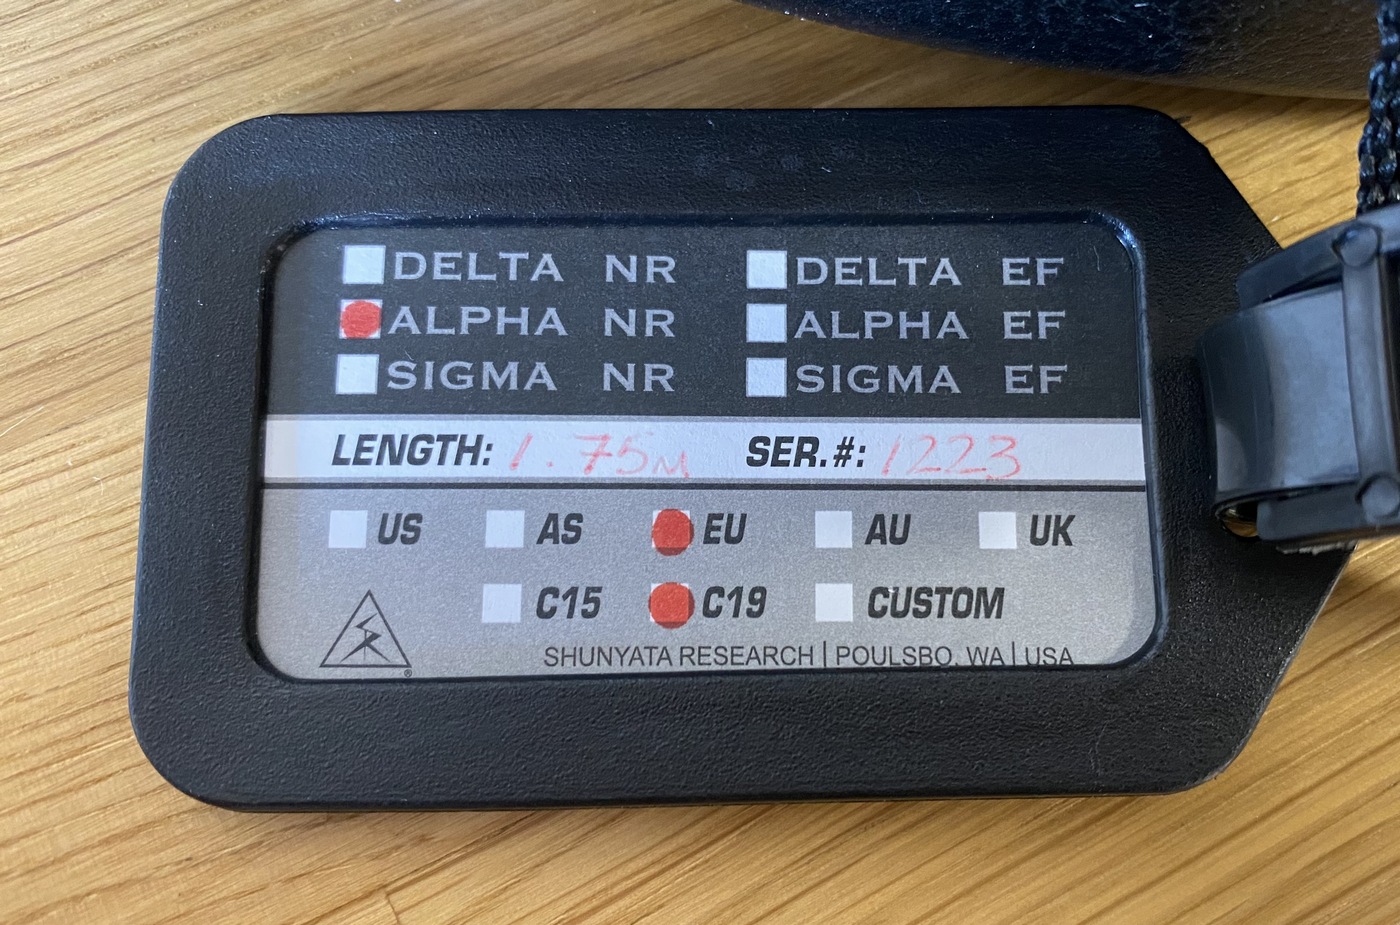 DELTA NR DELTA EF
ALPHA NR ALPHA EF
SIGMA NR SIGMA EF
LENGTH: 1.75M SER.#: 1223
US AS EU AU UK
C15 C19 CUSTOM
SR
®
SHUNYATA RESEARCH | POULSBO, WA | USA